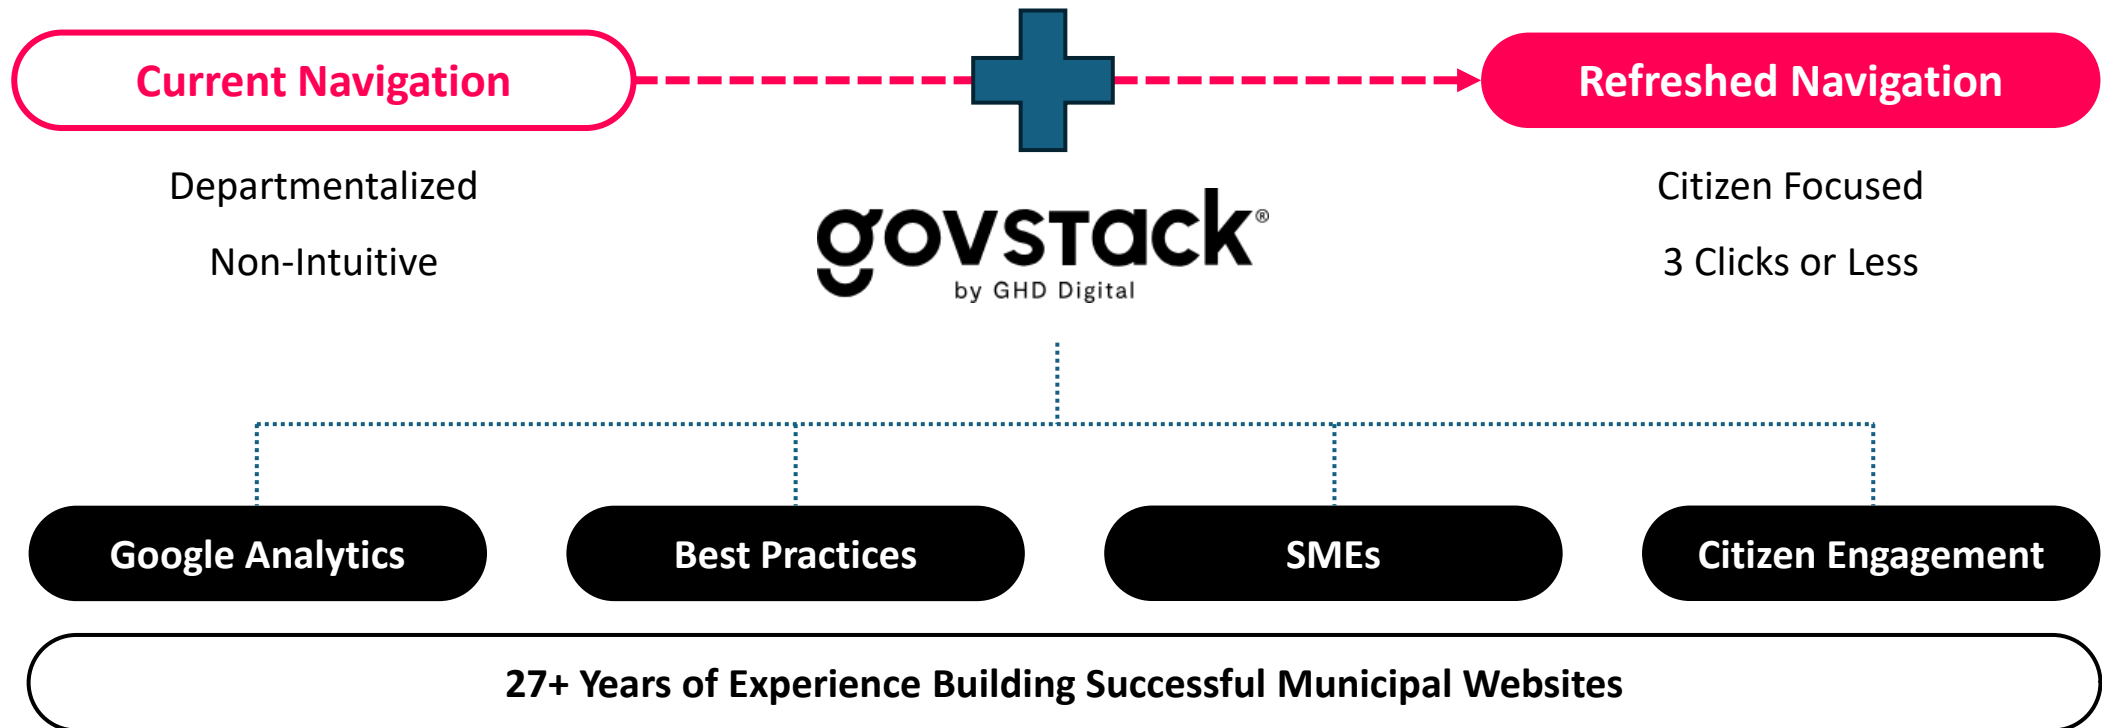 Current Navigation
Refreshed Navigation
Departmentalized
Non-Intuitive
govstack®
by GHD Digital
Citizen Focused
3 Clicks or Less
Google Analytics
Best Practices
SMEs
Citizen Engagement
27+ Years of Experience Building Successful Municipal Websites